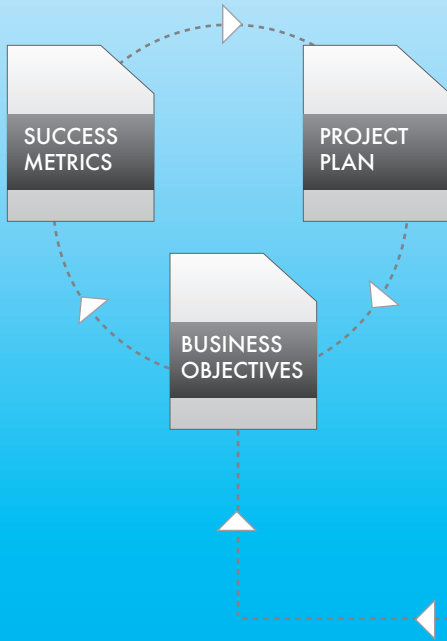 SUCCESS
METRICS
PROJECT
PLAN
BUSINESS
OBJECTIVES